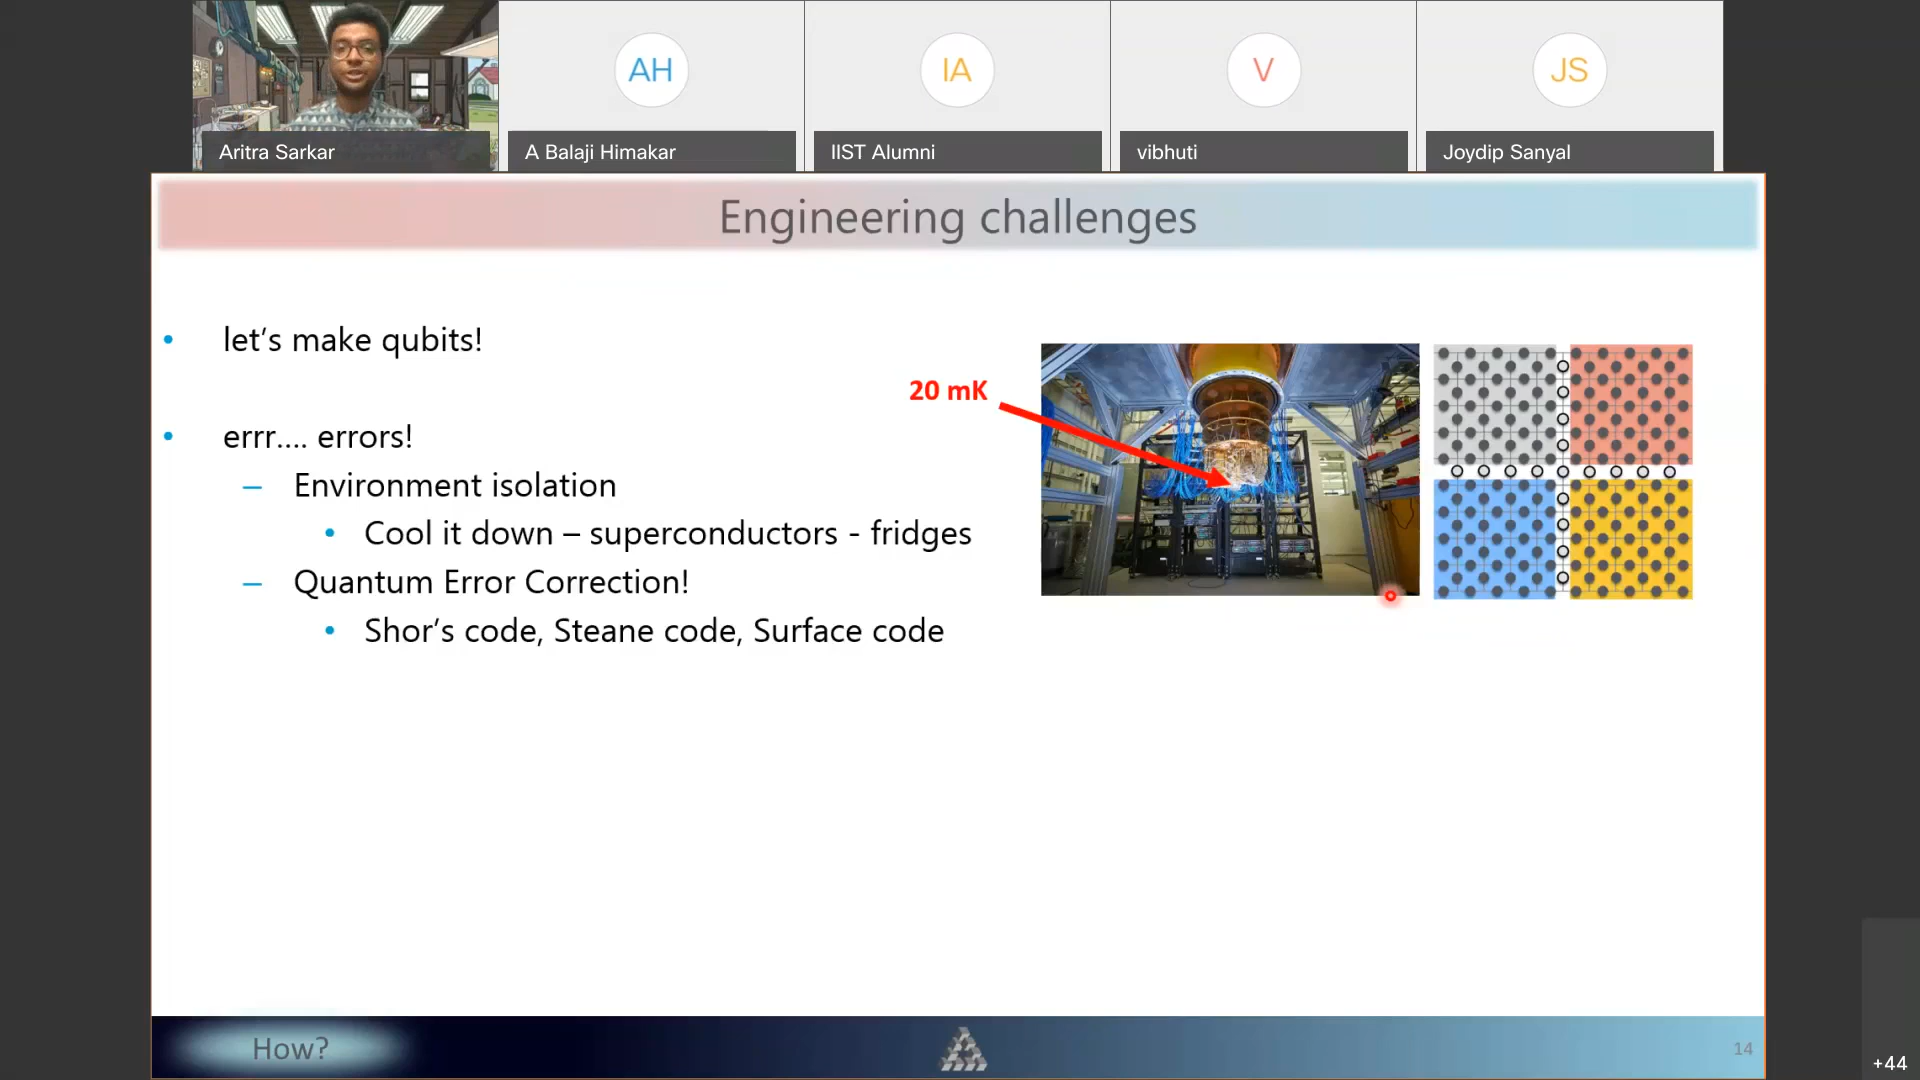 AH
IA
V
JS
Aritra Sarkar
A Balaji Himakar
IIST Alumni
vibhuti
Joydip Sanyal
Engineering challenges
• let’s make qubits!
• errr.... errors!
– Environment isolation
• Cool it down – superconductors - fridges
– Quantum Error Correction!
• Shor’s code, Steane code, Surface code
20 mK
How?
14
+44